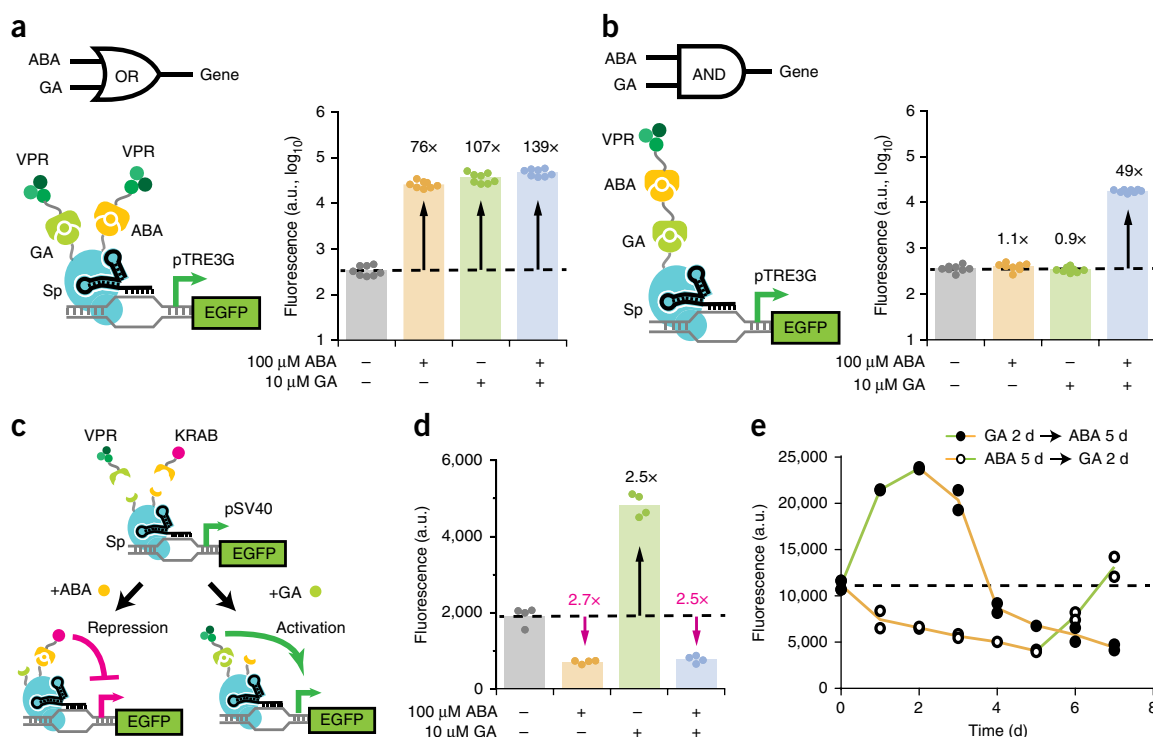 a
ABA
GA
OR
Gene
VPR
VPR
GA
ABA
Sp
pTRE3G
EGFP
Fluorescence (a.u., log10)
6
5
4
3
2
1
76×
107×
139×
100 μM ABA − + − +
10 μM GA − − + +
b
ABA
GA
AND
Gene
VPR
ABA
GA
Sp
pTRE3G
EGFP
Fluorescence (a.u., log10)
6
5
4
3
2
1
1.1×
0.9×
49×
100 μM ABA − + − +
10 μM GA − − + +
c
VPR
KRAB
pSV40
Sp
EGFP
+ABA
+GA
Repression
Activation
EGFP
EGFP
d
Fluorescence (a.u.)
6,000
4,000
2,000
0
2.7×
2.5×
2.5×
100 μM ABA − + − +
10 μM GA − − + +
e
GA 2 d → ABA 5 d
ABA 5 d → GA 2 d
Fluorescence (a.u.)
25,000
20,000
15,000
10,000
5,000
0
0 2 4 6 8
Time (d)